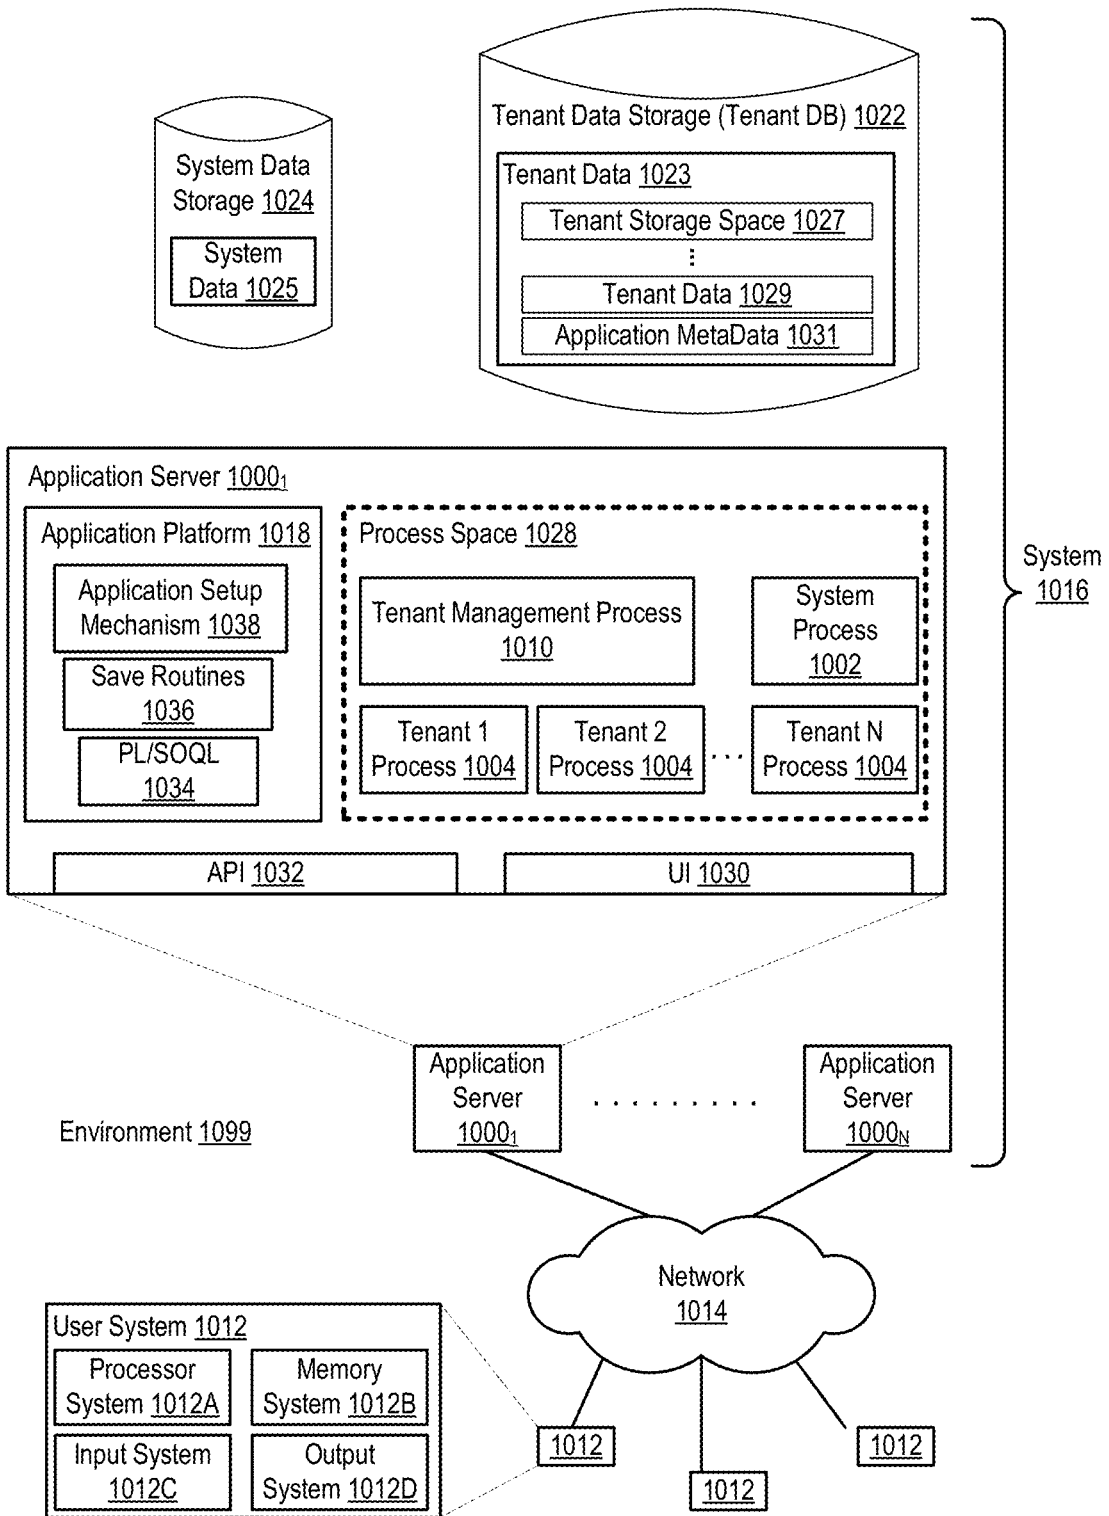 Tenant Data Storage (Tenant DB) 1022
System Data
Storage 1024
System
Data 1025
Tenant Data 1023
Tenant Storage Space 1027
Tenant Data 1029
Application MetaData 1031
Application Server 1000₁
Application Platform 1018
Application Setup
Mechanism 1038
Save Routines
1036
PL/SOQL
1034
Process Space 1028
Tenant Management Process
1010
System
Process
1002
Tenant 1
Process 1004
Tenant 2
Process 1004
Tenant N
Process 1004
API 1032
UI 1030
System
1016
Application
Server
1000₁
Application
Server
1000N
Environment 1099
Network
1014
User System 1012
Processor
System 1012A
Memory
System 1012B
Input System
1012C
Output
System 1012D
1012
1012
1012